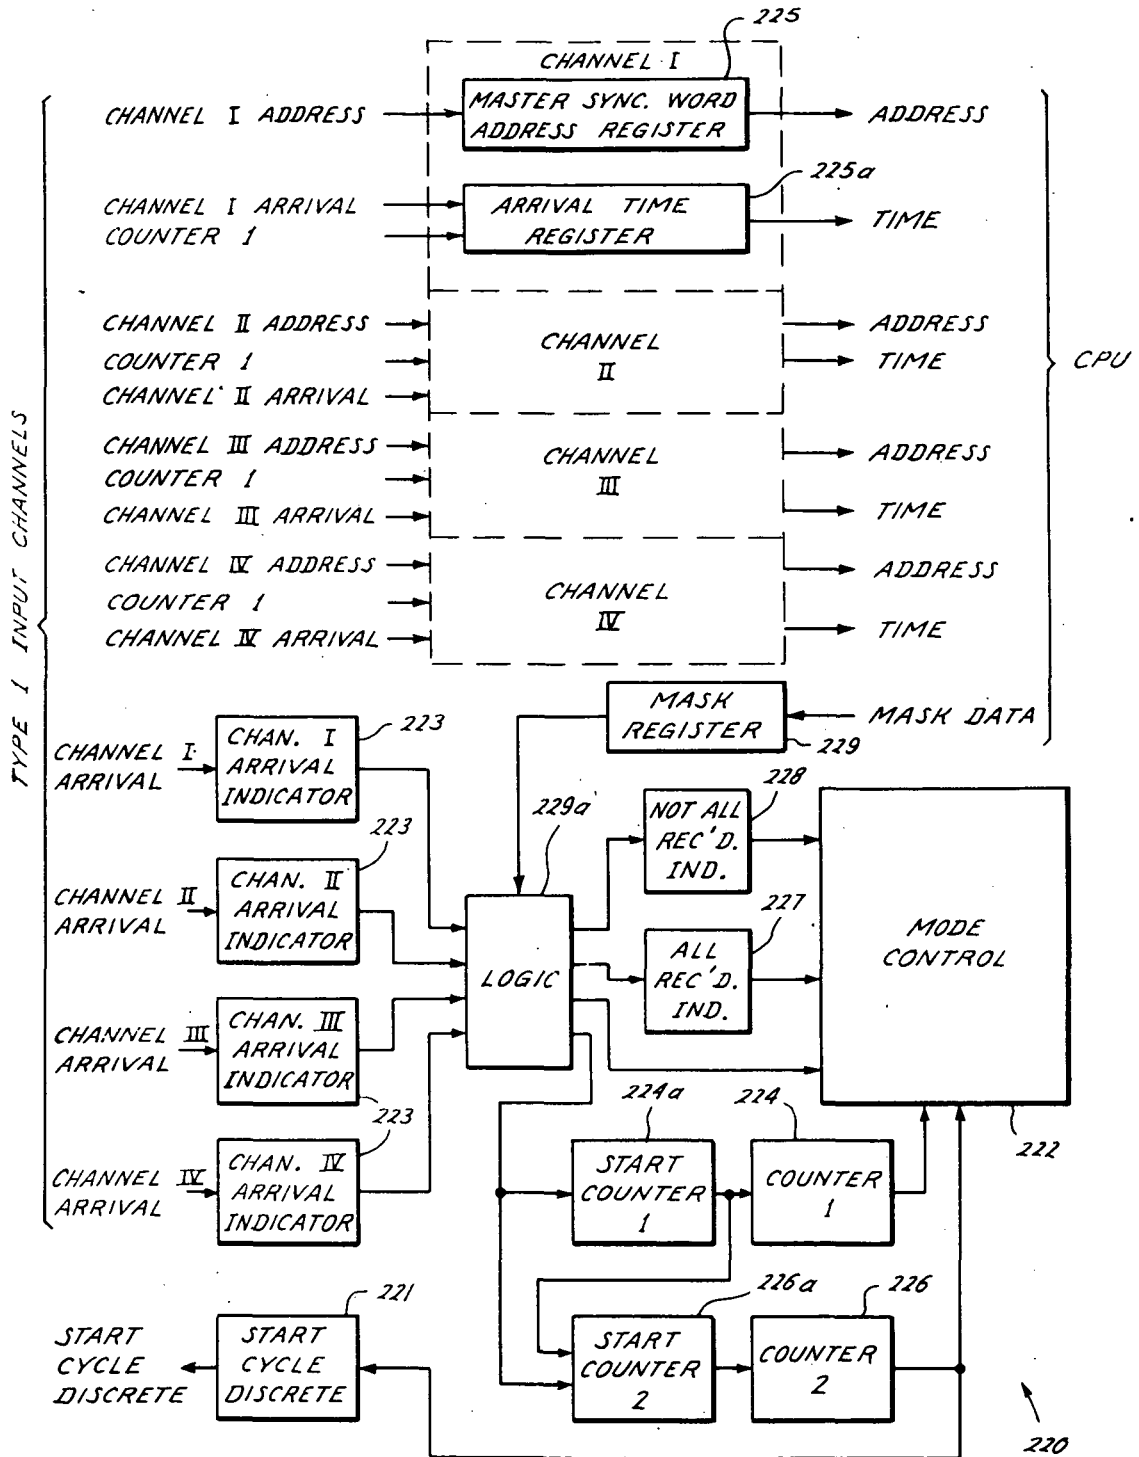 225
CHANNEL I
CHANNEL I ADDRESS
MASTER SYNC. WORD
ADDRESS REGISTER
ADDRESS
225a
CHANNEL I ARRIVAL
COUNTER 1
ARRIVAL TIME
REGISTER
TIME
CHANNEL II ADDRESS
COUNTER 1
CHANNEL II ARRIVAL
CHANNEL
II
ADDRESS
TIME
CPU
CHANNEL III ADDRESS
COUNTER 1
CHANNEL III ARRIVAL
CHANNEL
III
ADDRESS
TIME
CHANNEL IV ADDRESS
COUNTER 1
CHANNEL IV ARRIVAL
CHANNEL
IV
ADDRESS
TIME
TYPE 1 INPUT CHANNELS
MASK
REGISTER
MASK DATA
229
CHANNEL I
ARRIVAL
223
CHAN. I
ARRIVAL
INDICATOR
229a
228
NOT ALL
REC'D.
IND.
CHANNEL II
ARRIVAL
223
CHAN. II
ARRIVAL
INDICATOR
LOGIC
227
ALL
REC'D.
IND.
MODE
CONTROL
222
CHANNEL III
ARRIVAL
CHAN. III
ARRIVAL
INDICATOR
223
CHANNEL IV
ARRIVAL
CHAN. IV
ARRIVAL
INDICATOR
224a
START
COUNTER
1
224
COUNTER
1
226a
START
COUNTER
2
226
COUNTER
2
221
START
CYCLE
DISCRETE
START
CYCLE
DISCRETE
220